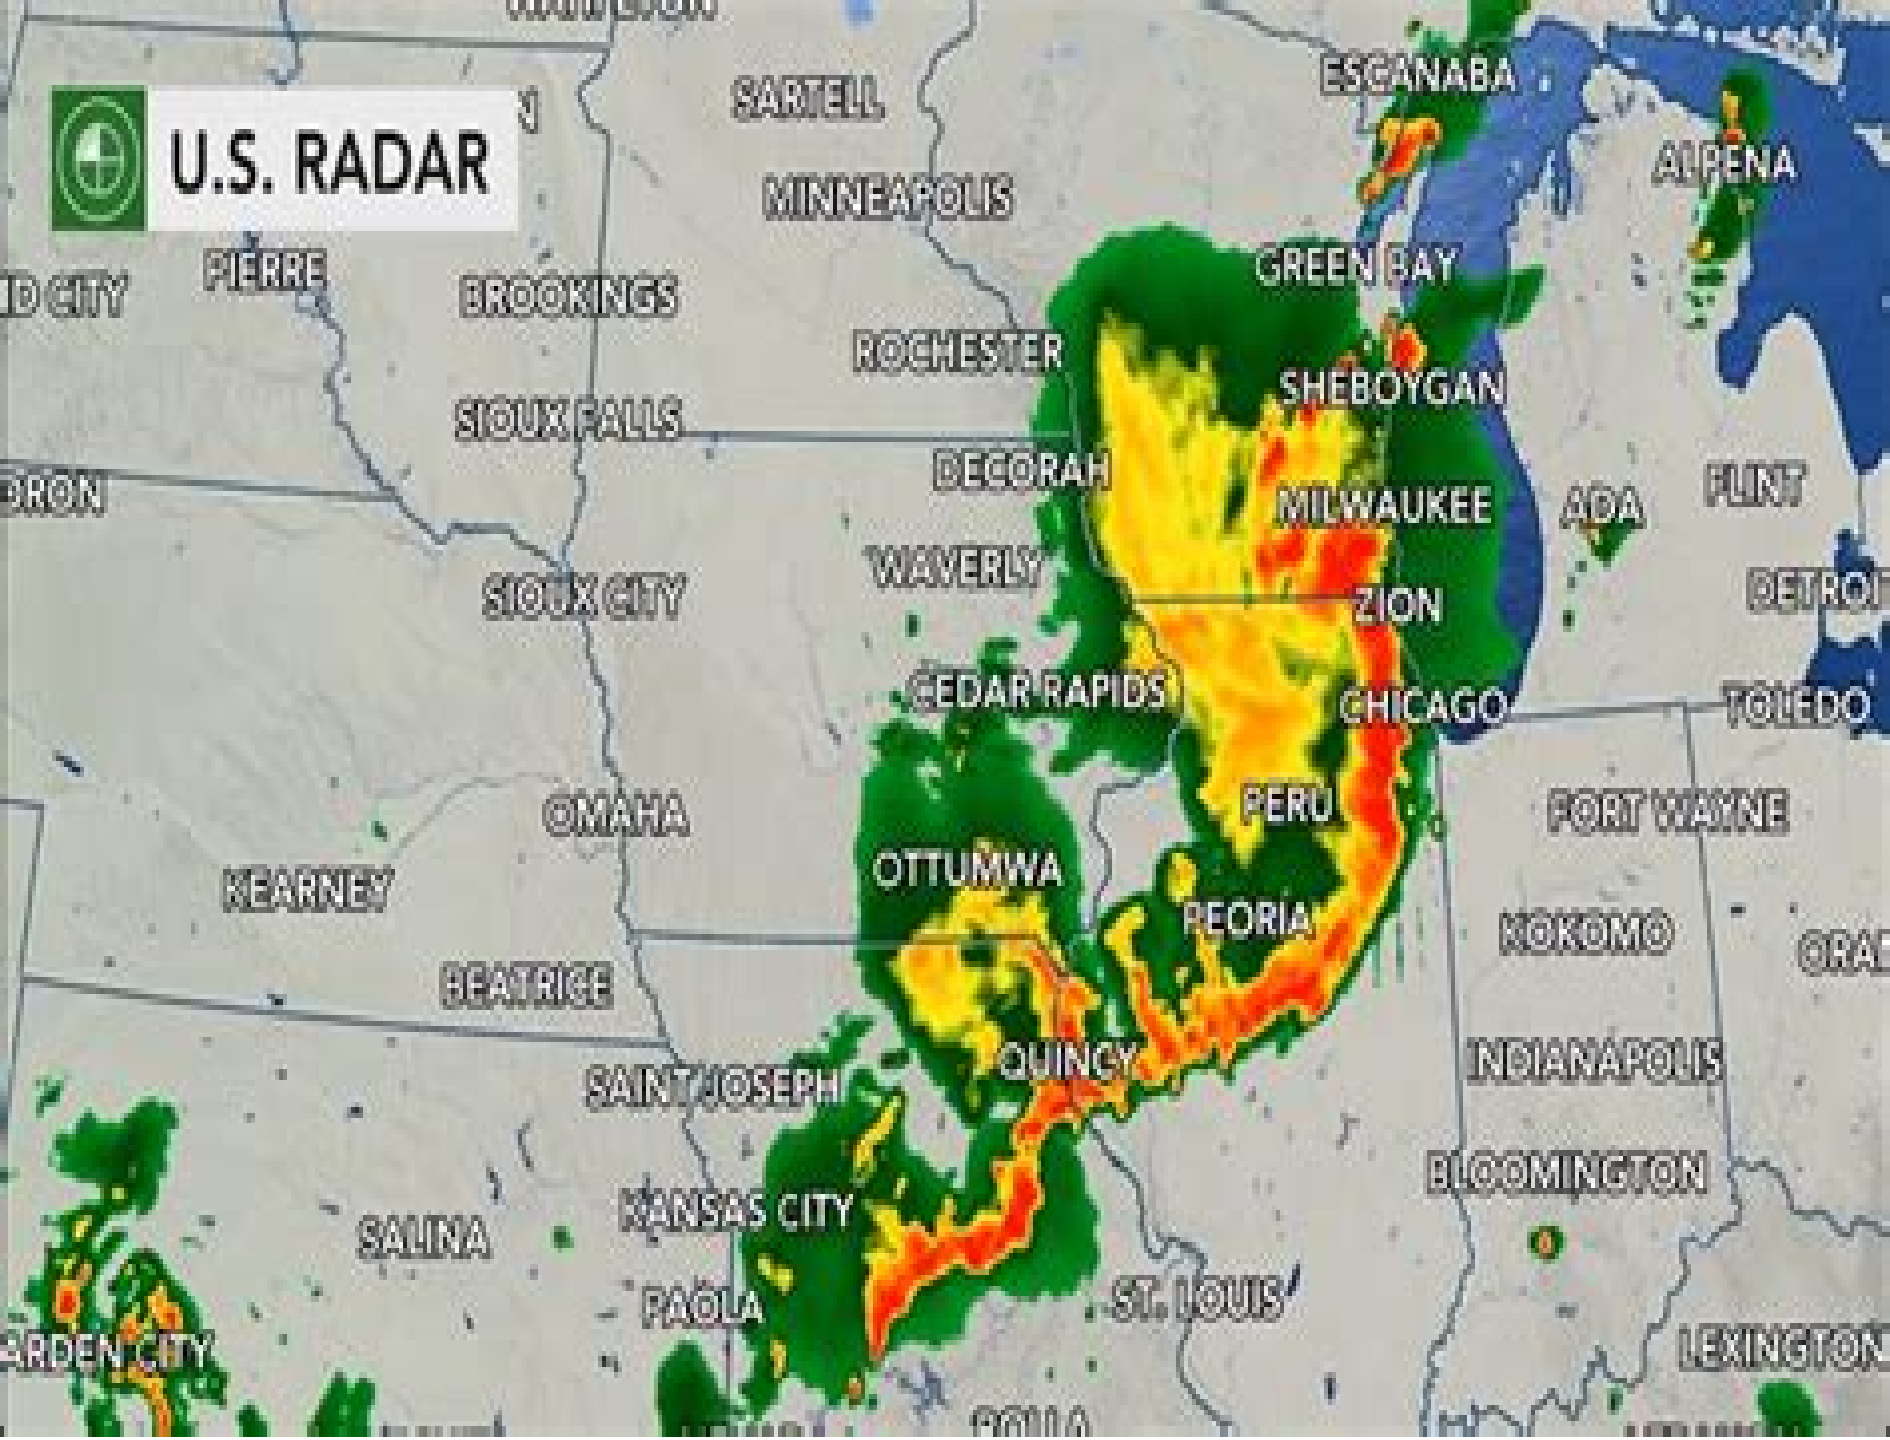 ESCANABA
SARTELL
U.S. RADAR
ALPENA
MINNEAPOLIS
PIERRE
GREEN BAY
BROOKINGS
ROCHESTER
SHEBOYGAN
SIOUX FALLS
DECORAH
FLINT
MILWAUKEE
ADA
WAVERLY
SIOUX CITY
ZION
CEDAR RAPIDS
CHICAGO
TOLEDO
OMAHA
PERU
FORT WAYNE
OTTUMWA
KEARNEY
PEORIA
KOKOMO
BEATRICE
QUINCY
INDIANAPOLIS
SAINT JOSEPH
BLOOMINGTON
KANSAS CITY
SALINA
PAOLA
ST. LOUIS
ARDEN CITY
LEXINGTON